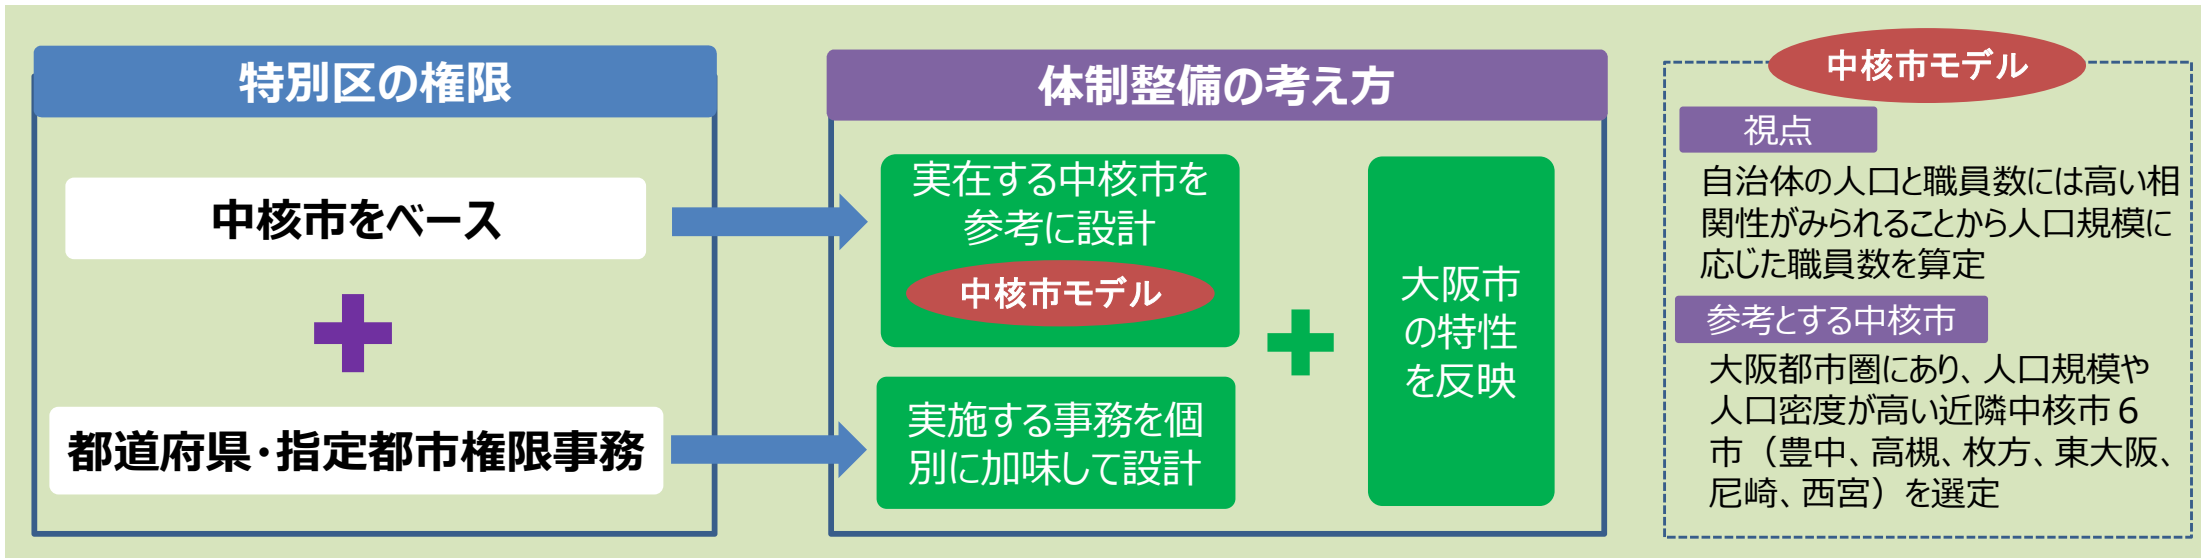 特別区の権限
中核市をベース
都道府県・指定都市権限事務
体制整備の考え方
実在する中核市を
参考に設計
中核市モデル
実施する事務を個
別に加味して設計
大阪市
の特性
を反映
中核市モデル
視点
自治体の人口と職員数には高い相
関性がみられることから人口規模に
応じた職員数を算定
参考とする中核市
大阪都市圏にあり、人口規模や
人口密度が高い近隣中核市６
市（豊中、高槻、枚方、東大阪、
尼崎、西宮）を選定